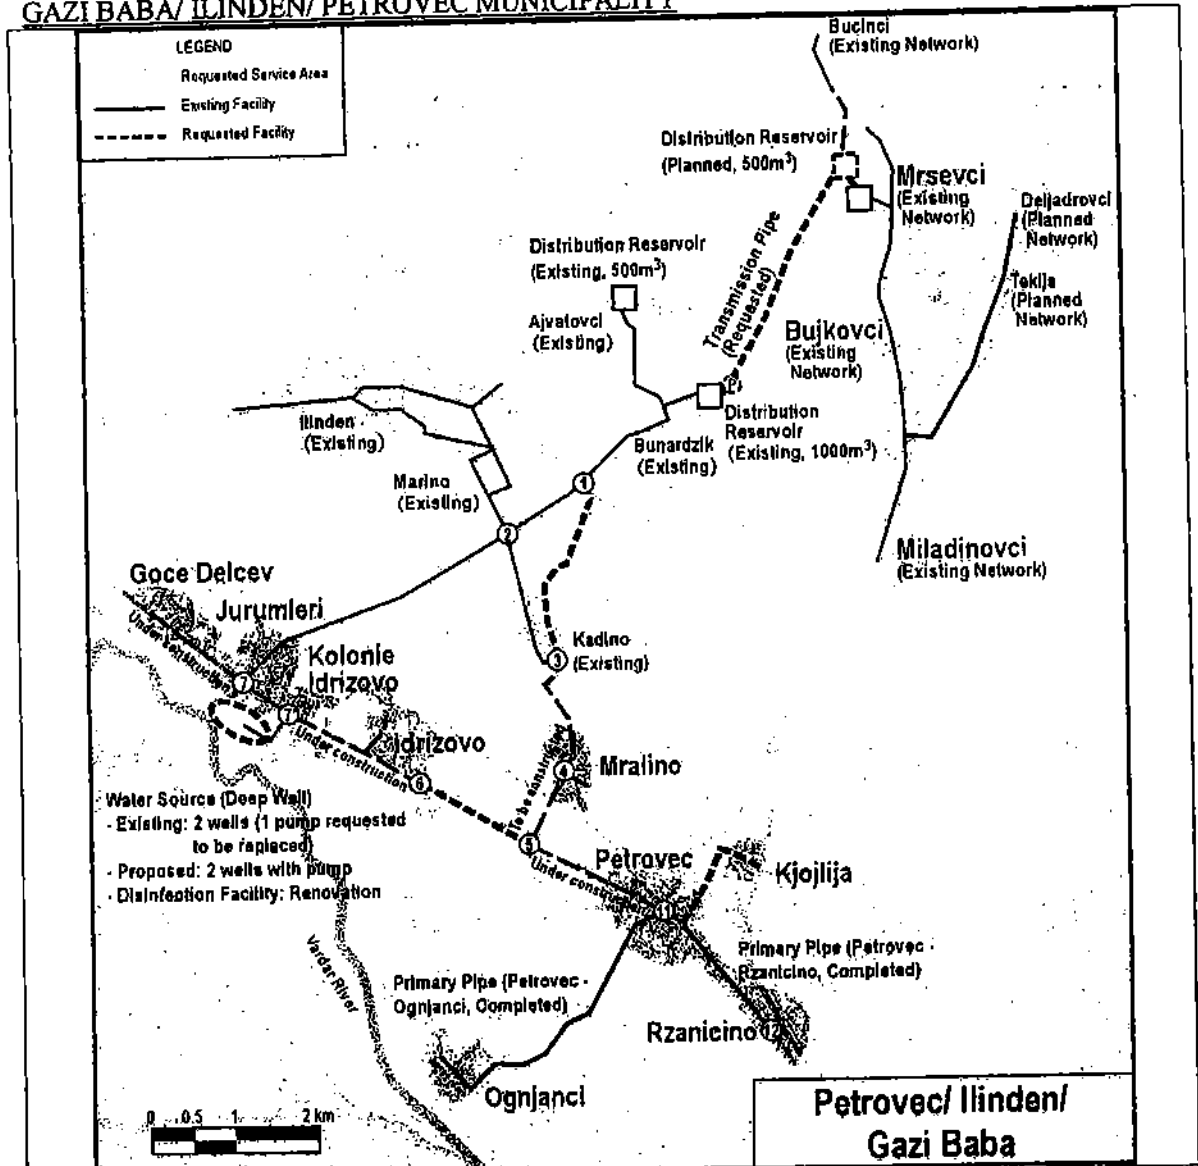 GAZI BABA/ ILINDEN/ PETROVEC MUNICIPALITY
LEGEND
Requested Service Area
Existing Facility
Requested Facility
Bucinci
(Existing Network)
Distribution Reservoir
(Planned, 500m³)
Mrsevci
(Existing
Network)
Deljadrovci
(Planned
Network)
Distribution Reservoir
(Existing, 500m³)
Transmission Pipe
(Requested)
Teklja
(Planned
Network)
Ajvatovci
(Existing)
Bujkovci
(Existing
Network)
P
Distribution
Reservoir
(Existing, 1000m³)
Ilinden
(Existing)
Bunardzik
(Existing)
Marino
(Existing)
1
2
Miladinovci
(Existing Network)
Goce Delcev
Jurumleri
Under construction
Kolonie
Idrizovo
Kadino
(Existing)
3
7
7
Under construction
Idrizovo
6
To be constructed
4
Mralino
Water Source (Deep Well)
- Existing: 2 wells (1 pump requested
to be replaced)
- Proposed: 2 wells with pump
- Disinfection Facility: Renovation
5
Under construction
Petrovec
Kjojlija
11
Vardar River
Primary Pipe (Petrovec -
Ognjanci, Completed)
Primary Pipe (Petrovec -
Rzanicino, Completed)
Rzanicino
12
Ognjanci
0 0.5 1 2 km
Petrovec/ Ilinden/
Gazi Baba